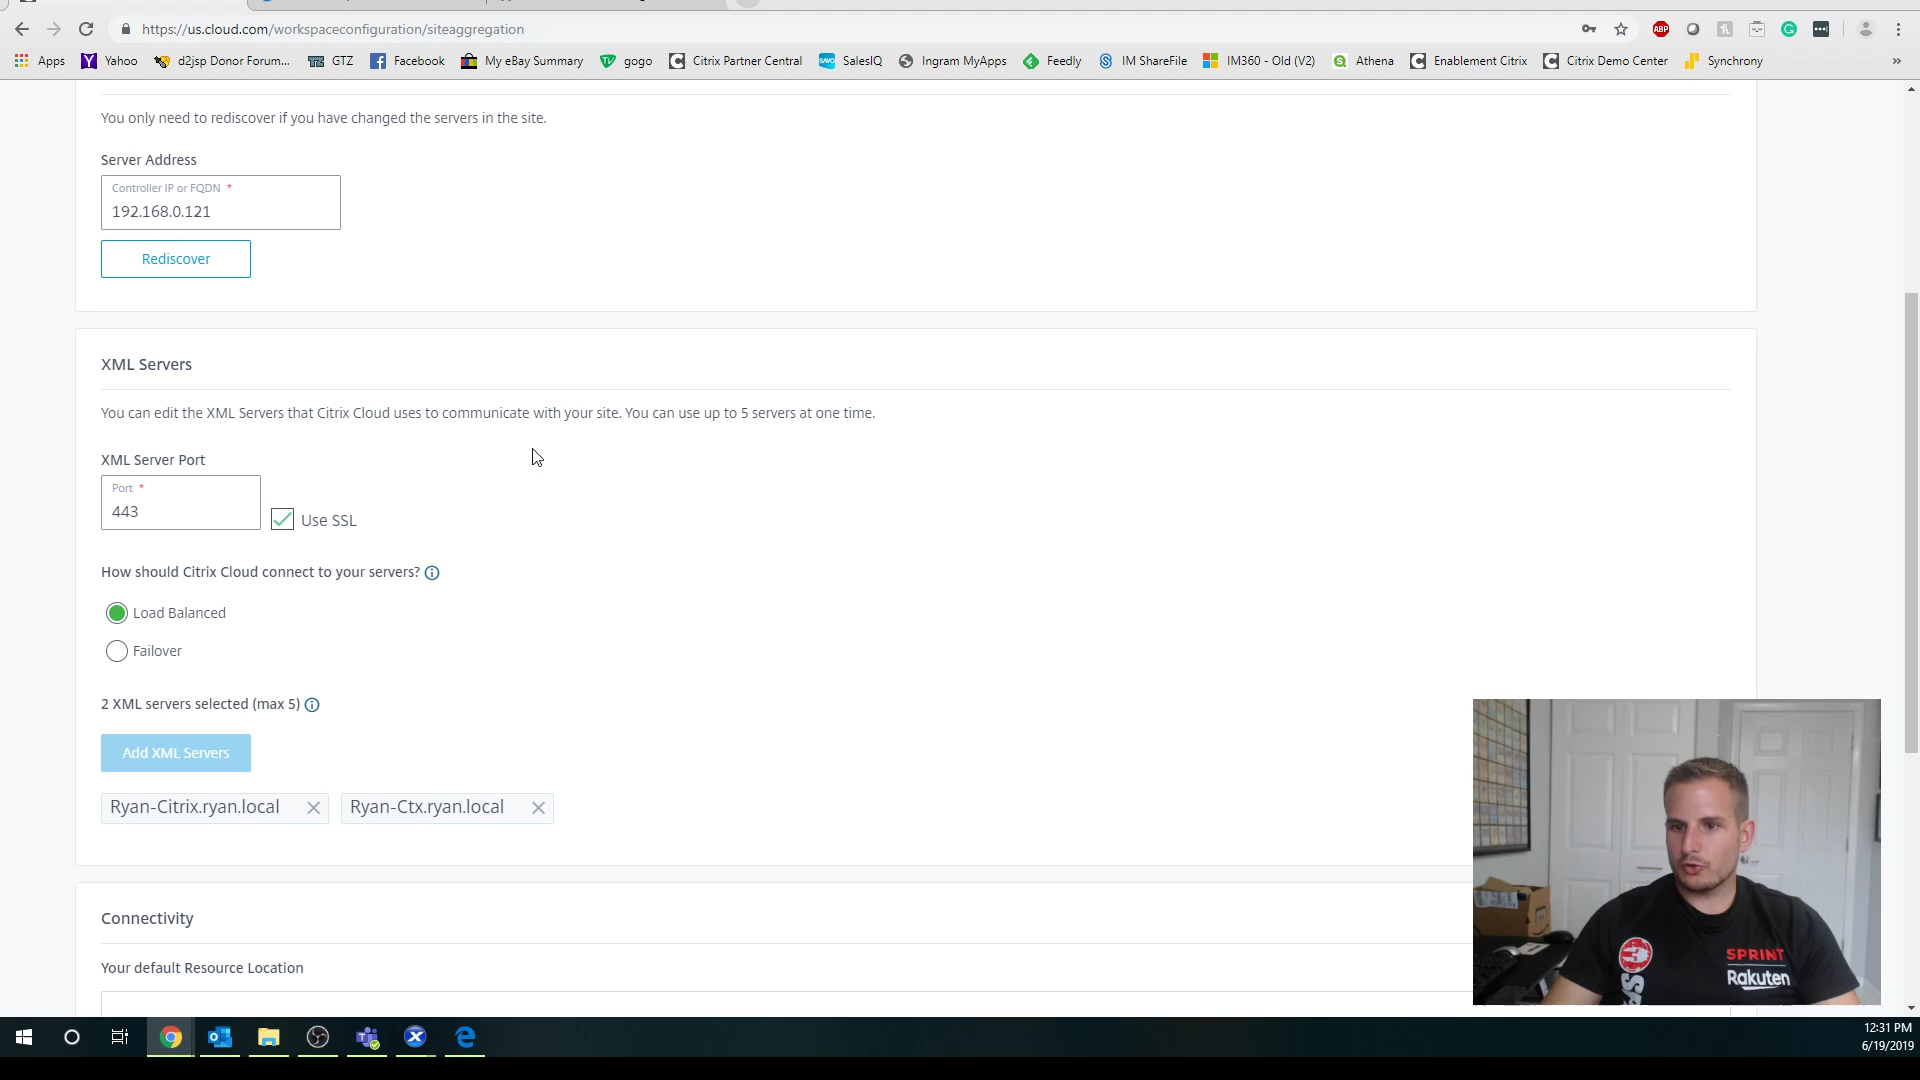 https://us.cloud.com/workspaceconfiguration/siteaggregation
ABP
Apps Yahoo d2jsp Donor Forum... GTZ Facebook My eBay Summary gogo Citrix Partner Central SalesIQ Ingram MyApps Feedly IM ShareFile IM360 - Old (V2) Athena Enablement Citrix Citrix Demo Center Synchrony »
You only need to rediscover if you have changed the servers in the site.
Server Address
Controller IP or FQDN *
192.168.0.121
Rediscover
XML Servers
You can edit the XML Servers that Citrix Cloud uses to communicate with your site. You can use up to 5 servers at one time.
XML Server Port
Port *
443
Use SSL
How should Citrix Cloud connect to your servers?
Load Balanced
Failover
2 XML servers selected (max 5)
Add XML Servers
Ryan-Citrix.ryan.local
Ryan-Ctx.ryan.local
Connectivity
Your default Resource Location
SPRINT
Rakuten
12:31 PM
6/19/2019